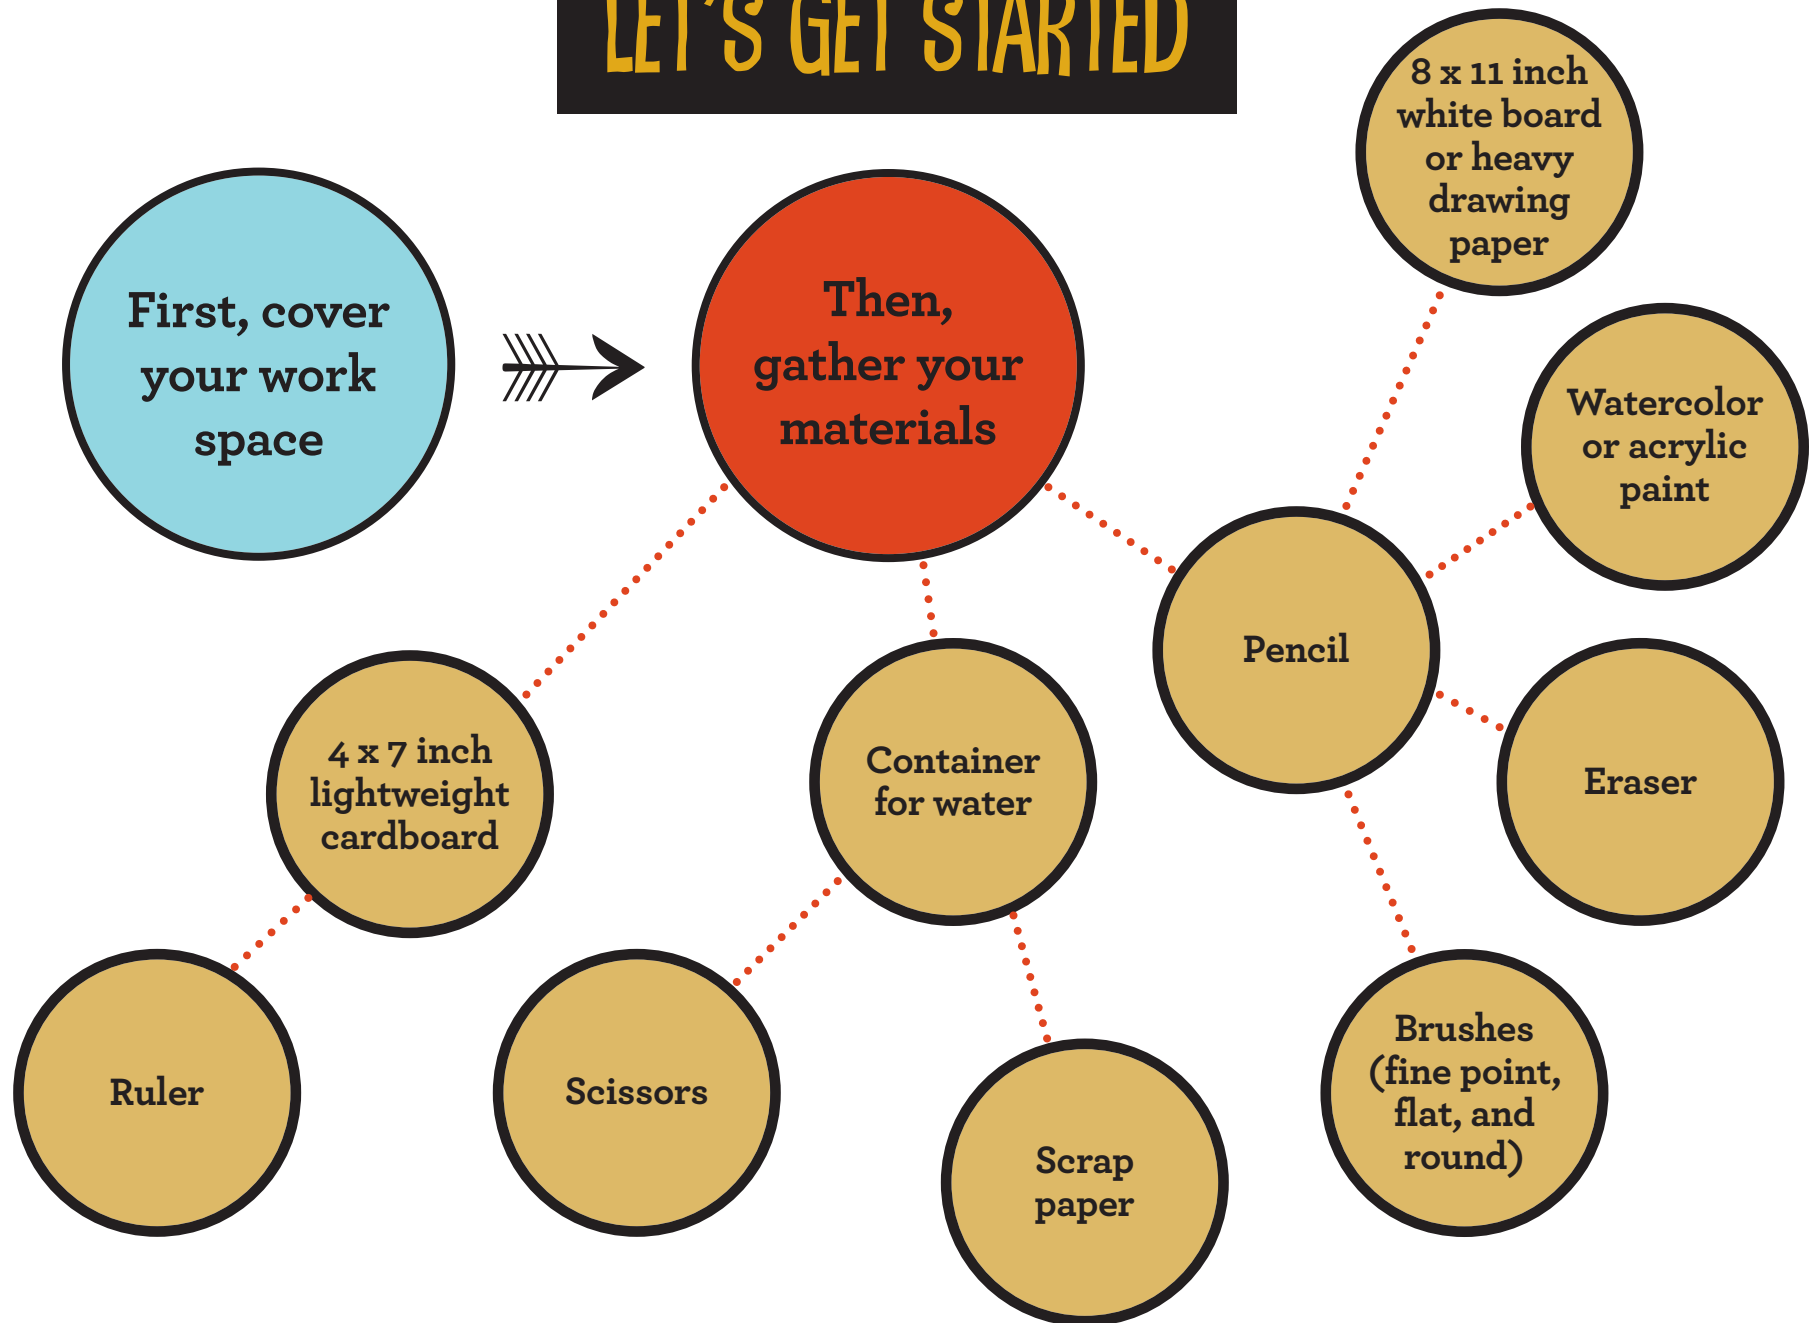 LET'S GET STARTED
First, cover
your work
space
Then,
gather your
materials
8 x 11 inch
white board
or heavy
drawing
paper
Watercolor
or acrylic
paint
Pencil
Eraser
4 x 7 inch
lightweight
cardboard
Container
for water
Ruler
Scissors
Scrap
paper
Brushes
(fine point,
flat, and
round)